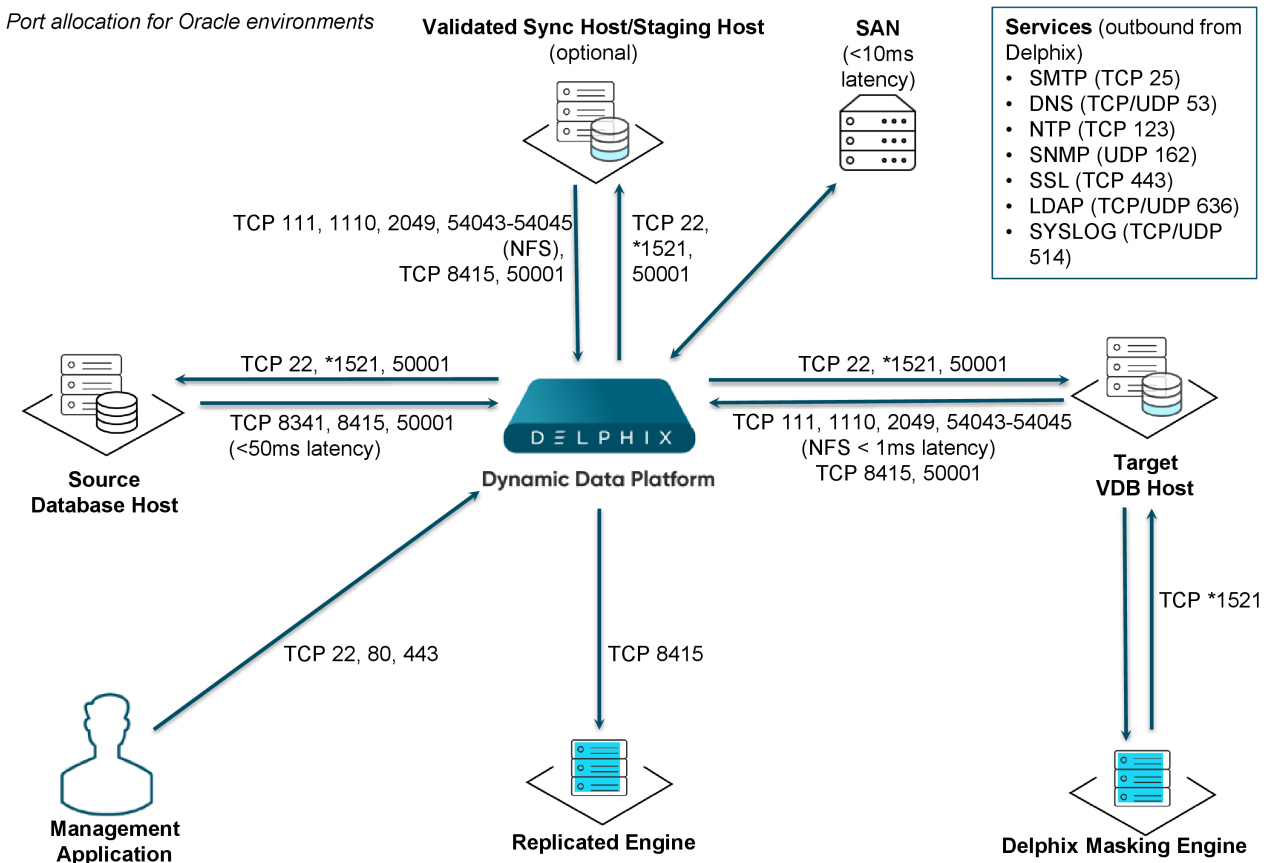 Port allocation for Oracle environments
Validated Sync Host/Staging Host
(optional)
SAN
(<10ms
latency)
Services (outbound from
Delphix)
• SMTP (TCP 25)
• DNS (TCP/UDP 53)
• NTP (TCP 123)
• SNMP (UDP 162)
• SSL (TCP 443)
• LDAP (TCP/UDP 636)
• SYSLOG (TCP/UDP
514)
TCP 111, 1110, 2049, 54043-54045
(NFS),
TCP 8415, 50001
TCP 22,
*1521,
50001
TCP 22, *1521, 50001
TCP 8341, 8415, 50001
(<50ms latency)
Source
Database Host
DELPHIX
Dynamic Data Platform
TCP 22, *1521, 50001
TCP 111, 1110, 2049, 54043-54045
(NFS < 1ms latency)
TCP 8415, 50001
Target
VDB Host
TCP *1521
TCP 22, 80, 443
TCP 8415
Management
Application
Replicated Engine
Delphix Masking Engine